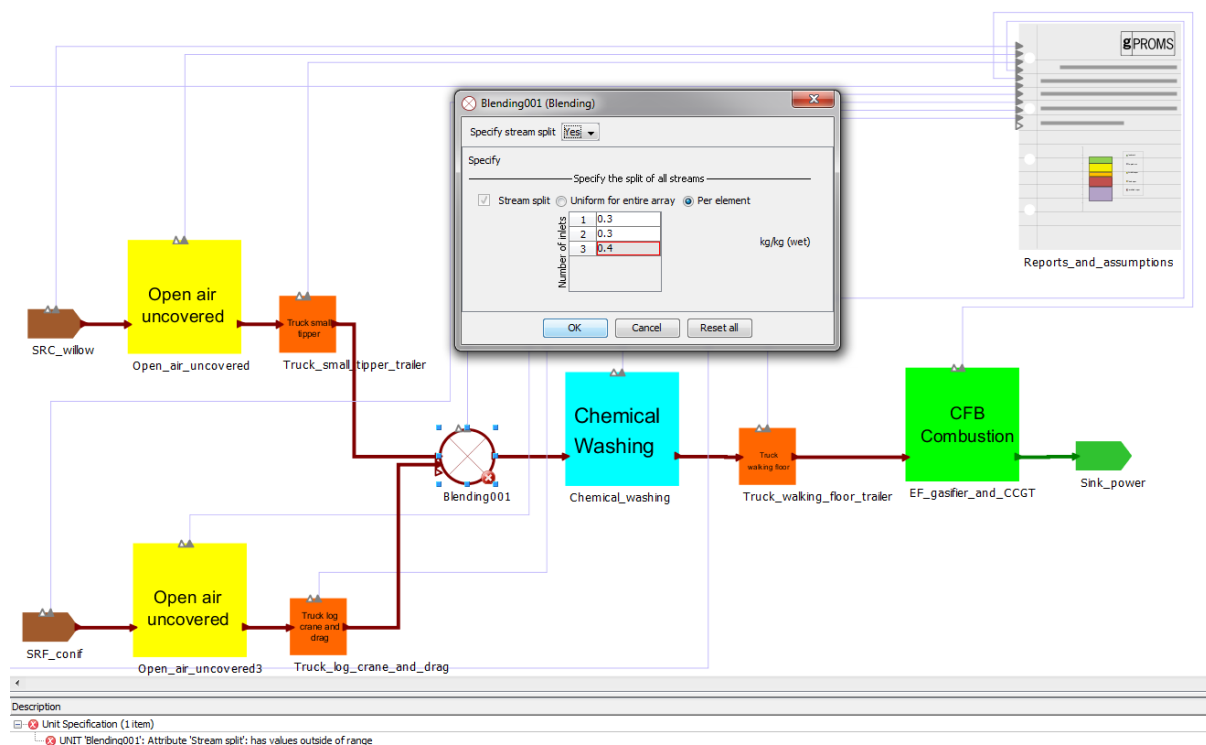 gPROMS
Blending001 (Blending)
Specify stream split Yes
Specify
Specify the split of all streams
Stream split Uniform for entire array Per element
Number of inlets
1 0.3
2 0.3
3 0.4
kg/kg (wet)
OK Cancel Reset all
Reports_and_assumptions
Open air
uncovered
Truck small
tipper
SRC_willow
Open_air_uncovered
Truck_small_tipper_trailer
Chemical
Washing
CFB
Combustion
Truck
walking floor
Blending001
Chemical_washing
Truck_walking_floor_trailer
EF_gasifier_and_CCGT
Sink_power
Open air
uncovered
Truck log
crane and
drag
SRF_conif
Open_air_uncovered3
Truck_log_crane_and_drag
Description
Unit Specification (1 item)
UNIT 'Blending001': Attribute 'Stream split': has values outside of range